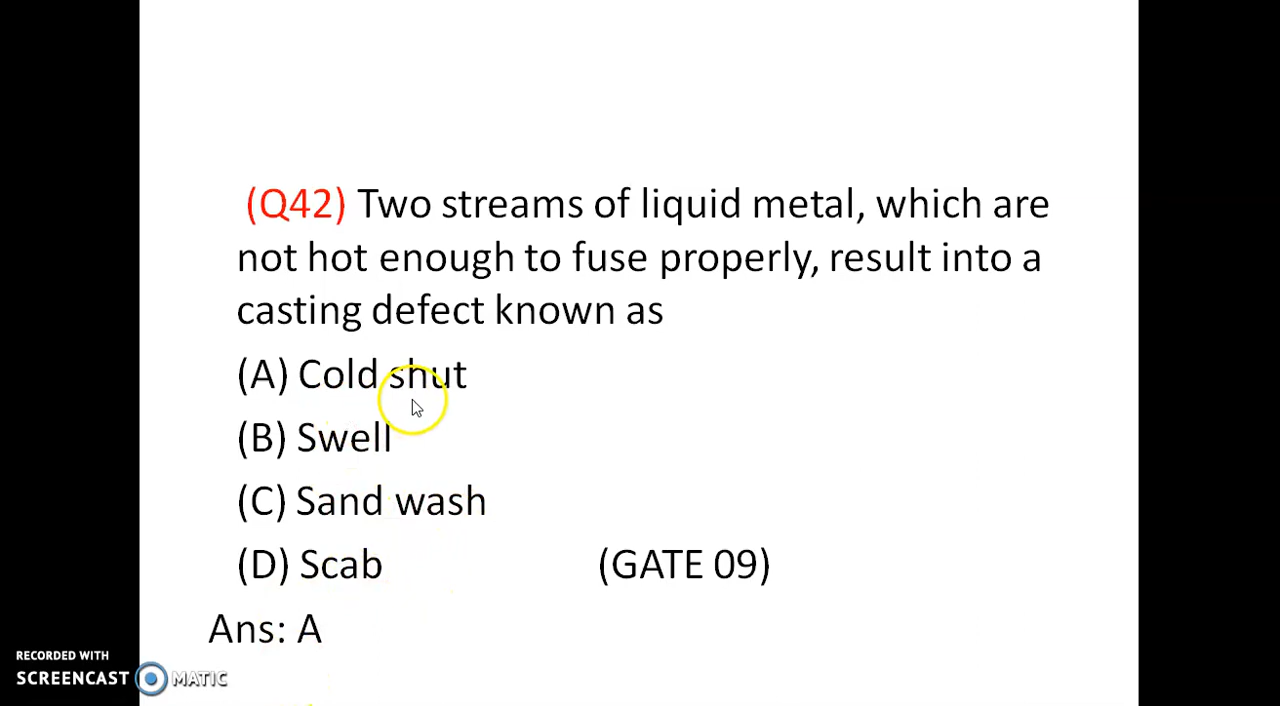 (Q42) Two streams of liquid metal, which are
not hot enough to fuse properly, result into a
casting defect known as
(A) Cold shut
(B) Swell
(C) Sand wash
(D) Scab (GATE 09)
Ans: A
RECORDED WITH
SCREENCAST MATIC